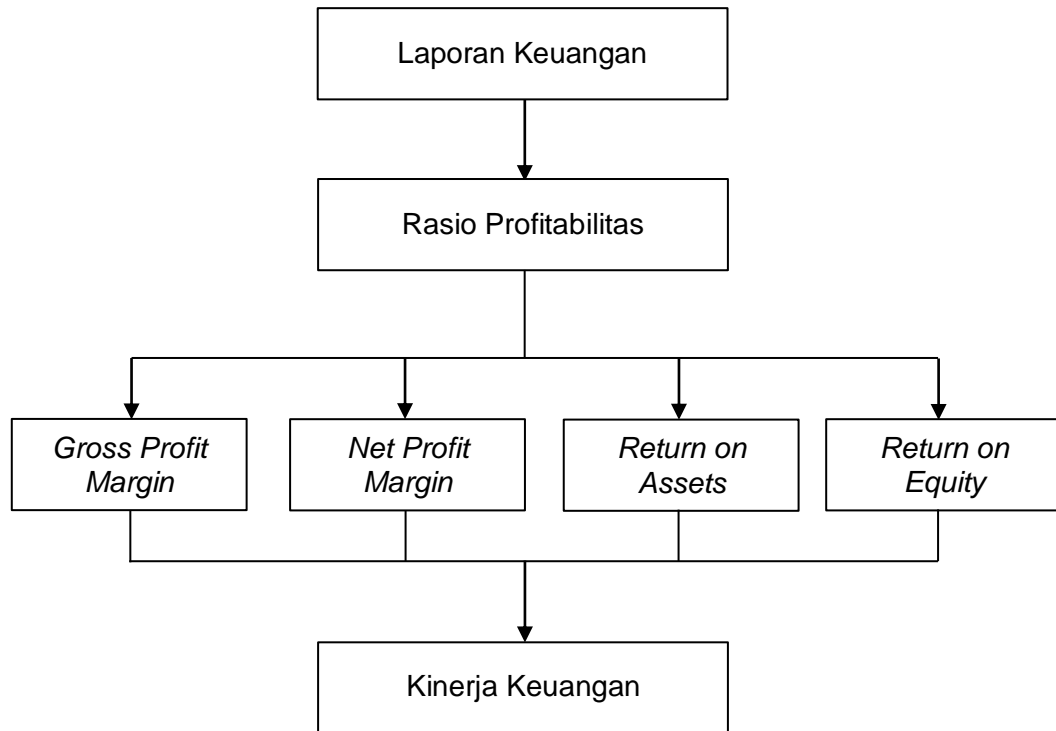 Laporan Keuangan
Rasio Profitabilitas
Gross Profit
Margin
Net Profit
Margin
Return on
Assets
Return on
Equity
Kinerja Keuangan